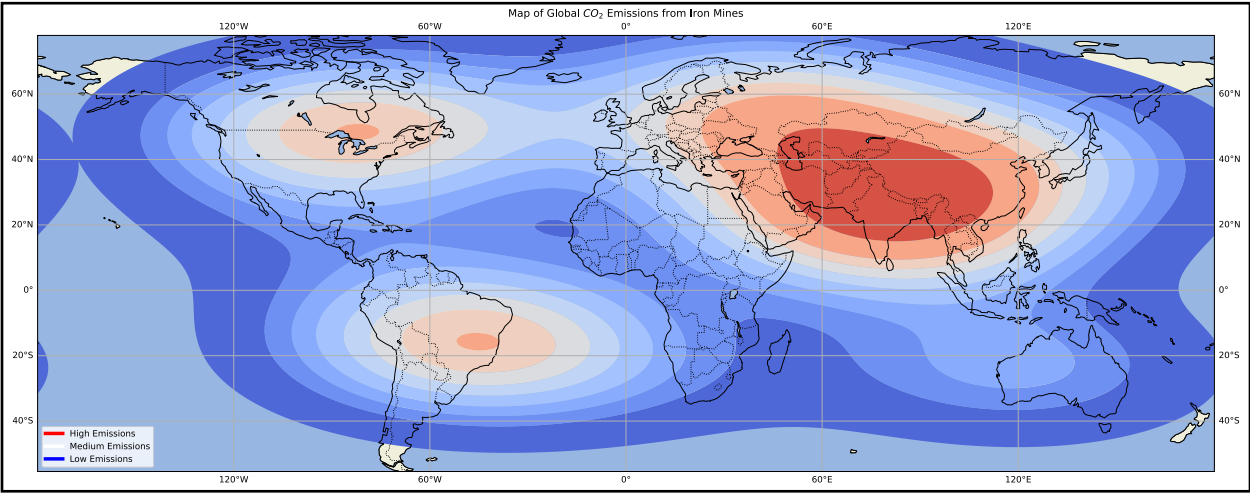 Map of Global CO₂ Emissions from Iron Mines
120°W 60°W 0° 60°E 120°E
60°N 60°N
40°N 40°N
20°N 20°N
0° 0°
20°S 20°S
40°S 40°S
High Emissions
Medium Emissions
Low Emissions
120°W 60°W 0° 60°E 120°E